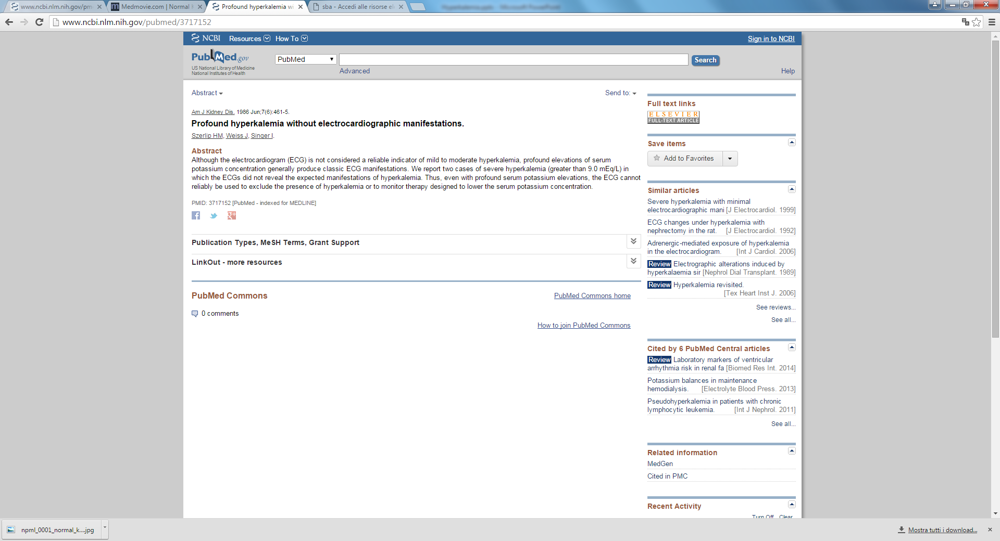 www.ncbi.nlm.nih.gov/pm
Medmovie.com | Normal
Profound hyperkalemia wi
sba - Accedi alle risorse el
Hyperkalemia.pptx - Microsoft PowerPoint
www.ncbi.nlm.nih.gov/pubmed/3717152
NCBI Resources How To Sign in to NCBI
PubMed.gov
US National Library of Medicine
National Institutes of Health
PubMed
Search
Advanced
Help
Abstract
Send to:
Am J Kidney Dis. 1986 Jun;7(6):461-5.
Profound hyperkalemia without electrocardiographic manifestations.
Szerlip HM, Weiss J, Singer I.
Abstract
Although the electrocardiogram (ECG) is not considered a reliable indicator of mild to moderate hyperkalemia, profound elevations of serum
potassium concentration generally produce classic ECG manifestations. We report two cases of severe hyperkalemia (greater than 9.0 mEq/L) in
which the ECGs did not reveal the expected manifestations of hyperkalemia. Thus, even with profound serum potassium elevations, the ECG cannot
reliably be used to exclude the presence of hyperkalemia or to monitor therapy designed to lower the serum potassium concentration.
PMID: 3717152 [PubMed - indexed for MEDLINE]
Publication Types, MeSH Terms, Grant Support
LinkOut - more resources
PubMed Commons
PubMed Commons home
0 comments
How to join PubMed Commons
Full text links
ELSEVIER
FULL-TEXT ARTICLE
Save items
Add to Favorites
Similar articles
Severe hyperkalemia with minimal
electrocardiographic mani [J Electrocardiol. 1999]
ECG changes under hyperkalemia with
nephrectomy in the rat. [J Electrocardiol. 1992]
Adrenergic-mediated exposure of hyperkalemia
in the electrocardiogram. [Int J Cardiol. 2006]
Review Electrographic alterations induced by
hyperkalaemia sir [Nephrol Dial Transplant. 1989]
Review Hyperkalemia revisited.
[Tex Heart Inst J. 2006]
See reviews...
See all...
Cited by 6 PubMed Central articles
Review Laboratory markers of ventricular
arrhythmia risk in renal fa [Biomed Res Int. 2014]
Potassium balances in maintenance
hemodialysis. [Electrolyte Blood Press. 2013]
Pseudohyperkalemia in patients with chronic
lymphocytic leukemia. [Int J Nephrol. 2011]
See all...
Related information
MedGen
Cited in PMC
Recent Activity
Turn Off Clear
npml_0001_normal_k....jpg
Mostra tutti i download...